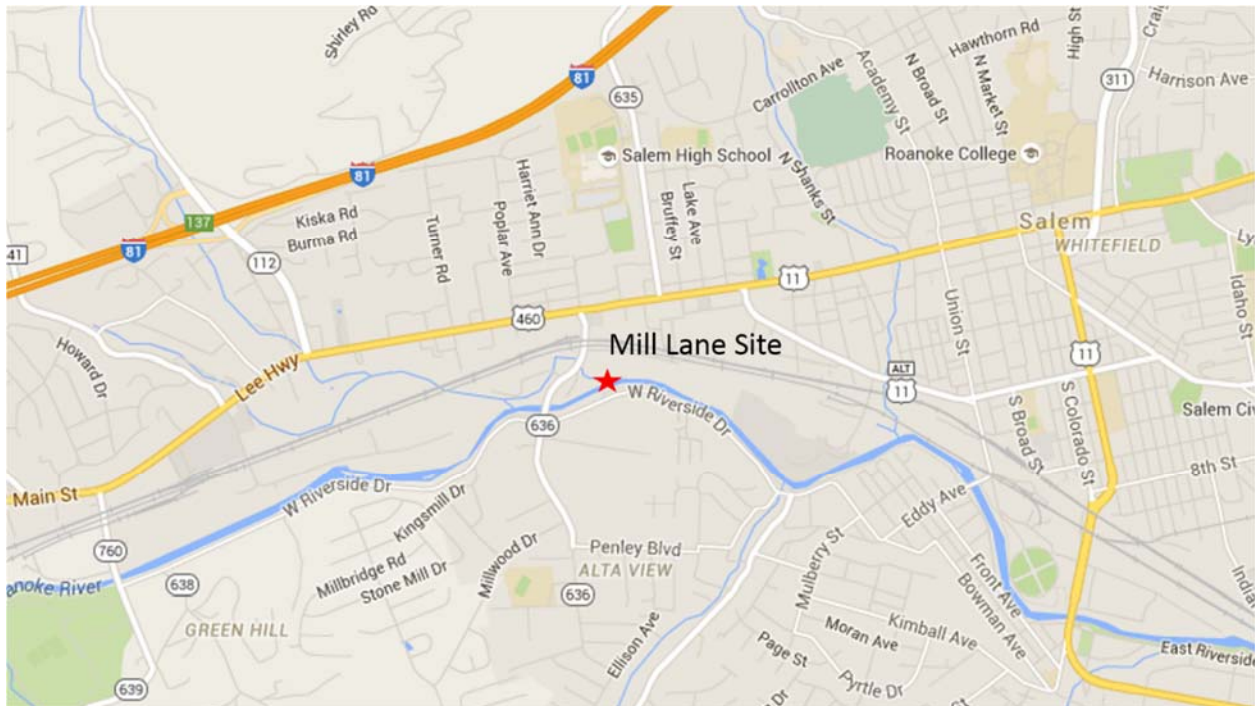 Shirley Rd
81
635
Carrollton Ave
Academy St
N Broad St
Hawthorn Rd
N Market St
High St
Craig
311
Harrison Ave
81
Salem High School
Roanoke College
Harriet Ann Dr
Poplar Ave
Lake Ave
Bruffey St
N Shanks St
137
Kiska Rd
Burma Rd
Turner Rd
Salem
WHITEFIELD
Ly
41
81
112
11
Idaho St
460
Union St
Howard Dr
Lee Hwy
Mill Lane Site
11
ALT
11
W Riverside Dr
S Broad St
S Colorado St
Salem Civ
636
Main St
W Riverside Dr
8th St
Kingsmill Dr
Eddy Ave
760
Millwood Dr
Penley Blvd
ALTA VIEW
Mulberry St
anoke River
638
Millbridge Rd
Stone Mill Dr
636
Front Ave
Bowman Ave
India
GREEN HILL
Ellison Ave
Moran Ave
Kimball Ave
Page St
Pyrtle Dr
East Riverside
639
Dr